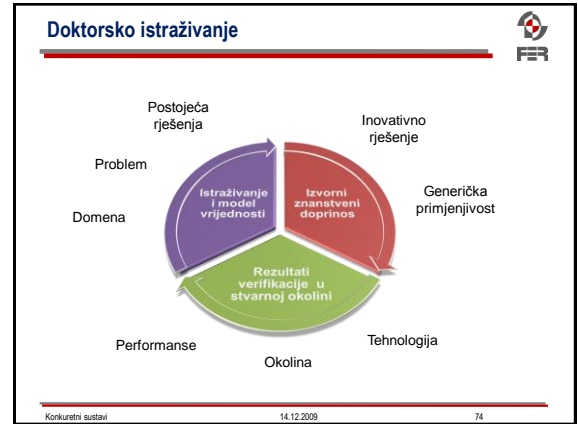 Doktorsko istraživanje
FER
Postojeća
rješenja
Problem
Domena
Inovativno
rješenje
Generička
primjenjivost
Istraživanje
i model
vrijednosti
Izvorni
znanstveni
doprinos
Rezultati
verifikacije u
stvarnoj okolini
Performanse
Okolina
Tehnologija
Konkuretni sustavi
14.12.2009
74